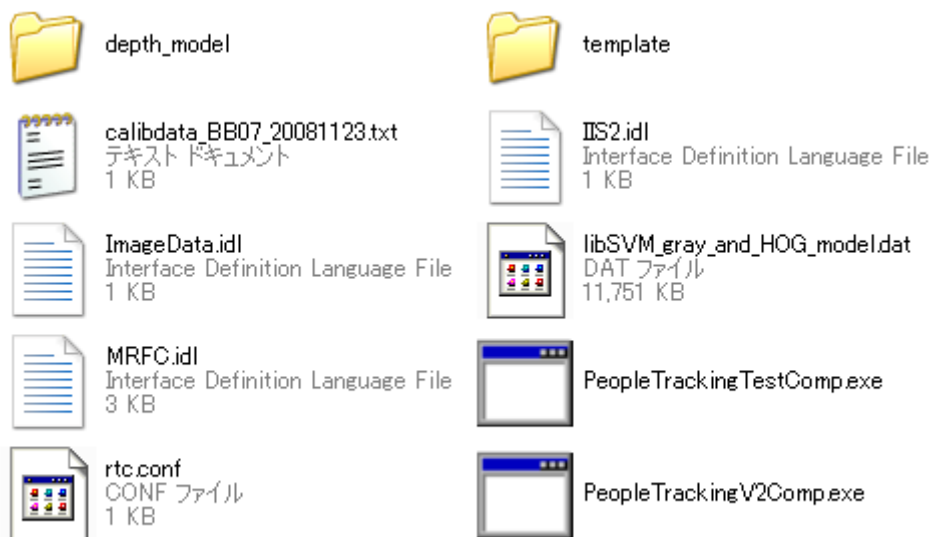 depth_model
template
calibdata_BB07_20081123.txt
テキスト ドキュメント
1 KB
IIS2.idl
Interface Definition Language File
1 KB
ImageData.idl
Interface Definition Language File
1 KB
libSVM_gray_and_HOG_model.dat
DAT ファイル
11,751 KB
MRFC.idl
Interface Definition Language File
3 KB
PeopleTrackingTestComp.exe
rtc.conf
CONF ファイル
1 KB
PeopleTrackingV2Comp.exe